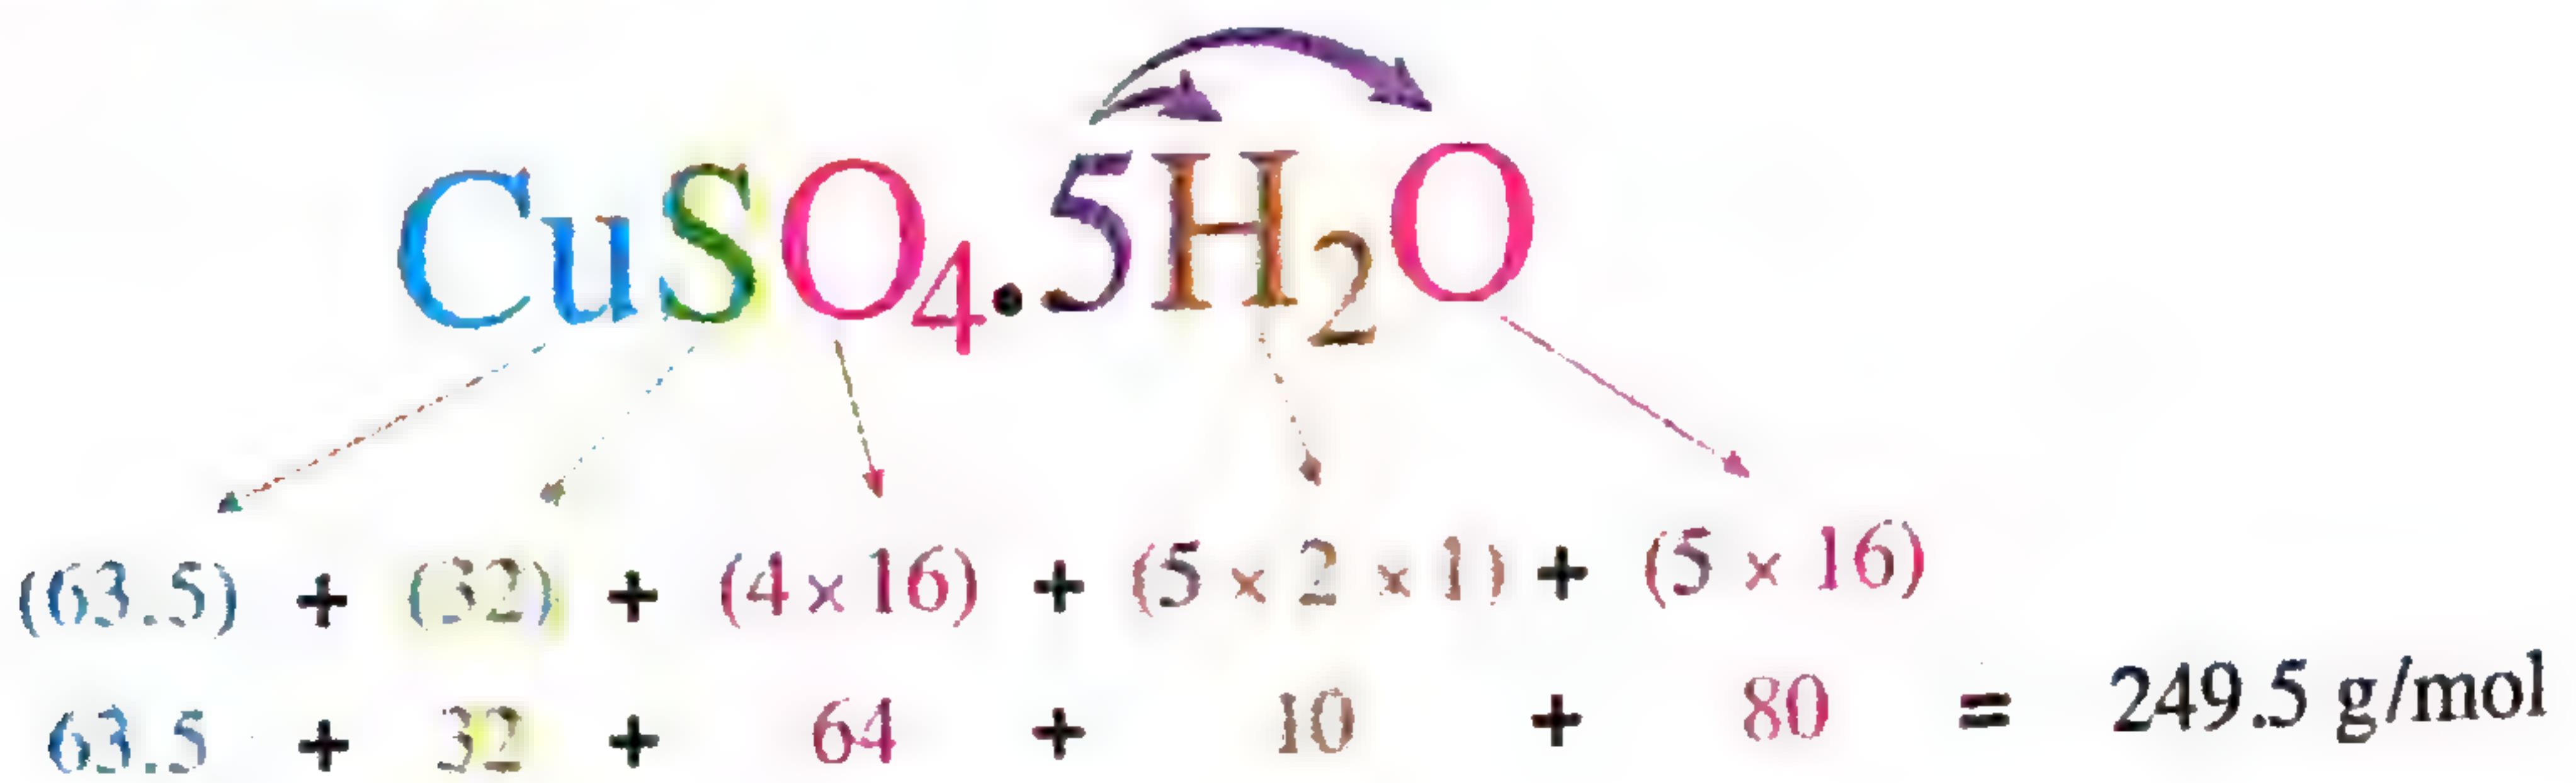 CuSO₄.5H₂O
(63.5) + (32) + (4 × 16) + (5 × 2 × 1) + (5 × 16)
63.5 + 32 + 64 + 10 + 80 = 249.5 g/mol